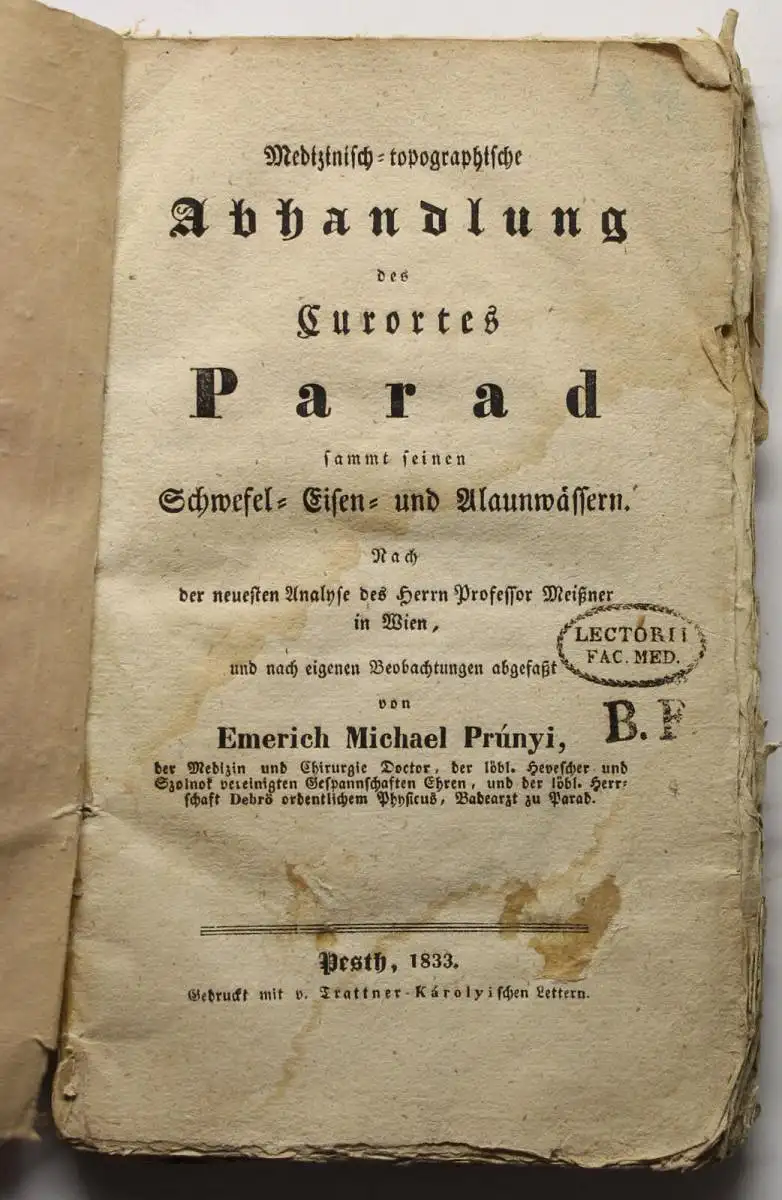 Medizinisch-topographische
Abhandlung
des
Curortes
Parad
sammt seinen
Schwefel- Eisen- und Alaunwässern.
Nach
der neuesten Analyse des Herrn Professor Meißner
in Wien,
und nach eigenen Beobachtungen abgefaßt
von
Emerich Michael Prúnyi,
der Medizin und Chirurgie Doctor, der löbl. Hevescher und
Szolnok vereinigten Gespannschaften Ehren, und der löbl. Herr-
schaft Debrö ordentlichem Physicus, Badearzt zu Parad.
LECTORII
FAC. MED.
B. F
Pesth, 1833.
Gedruckt mit v. Trattner-Károlyischen Lettern.